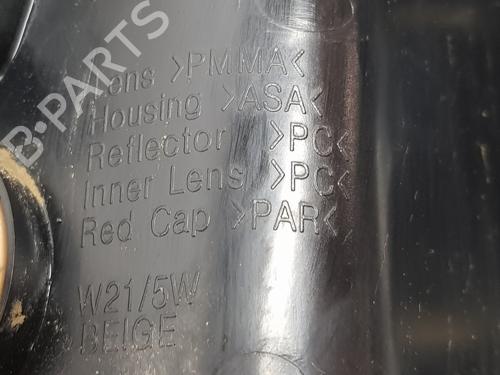 B-PARTS
Lens >PMMA<
Housing >ASA<
Reflector >PC<
Inner Lens >PC<
Red Cap >PAR<
W21/5W
BEIGE